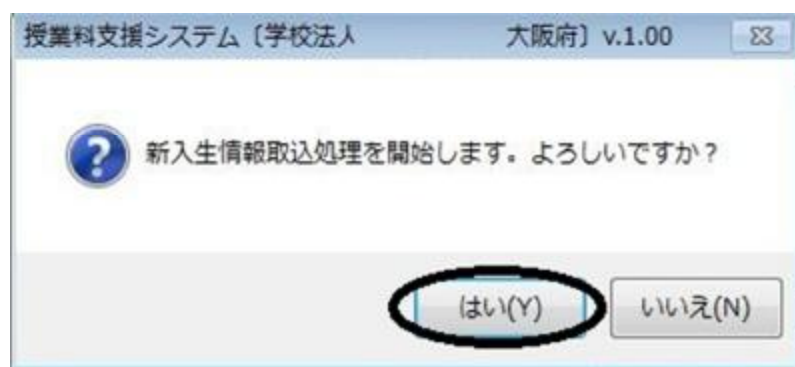 授業料支援システム〔学校法人 大阪府〕v.1.00
新入生情報取込処理を開始します。よろしいですか？
はい(Y) いいえ(N)